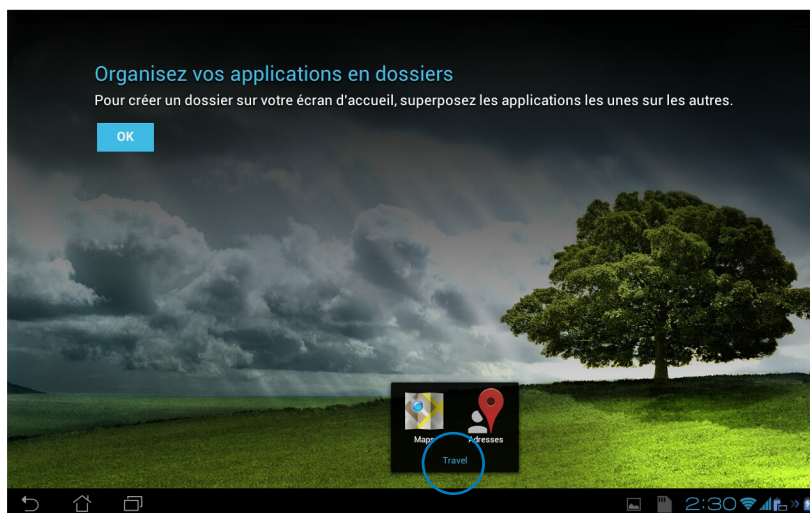 Organisez vos applications en dossiers
Pour créer un dossier sur votre écran d'accueil, superposez les applications les unes sur les autres.
OK
Maps
Adresses
Travel
2:30